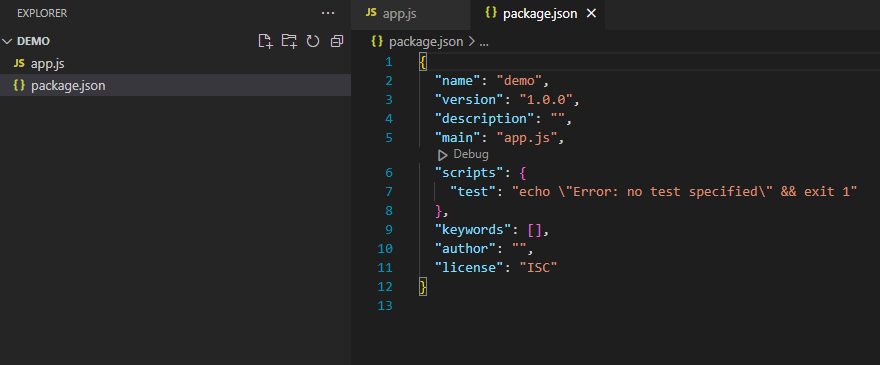 EXPLORER
DEMO
JS app.js
{} package.json
JS app.js
{} package.json
{} package.json > ...
1 {
2 "name": "demo",
3 "version": "1.0.0",
4 "description": "",
5 "main": "app.js",
Debug
6 "scripts": {
7 "test": "echo \"Error: no test specified\" && exit 1"
8 },
9 "keywords": [],
10 "author": "",
11 "license": "ISC"
12 }
13